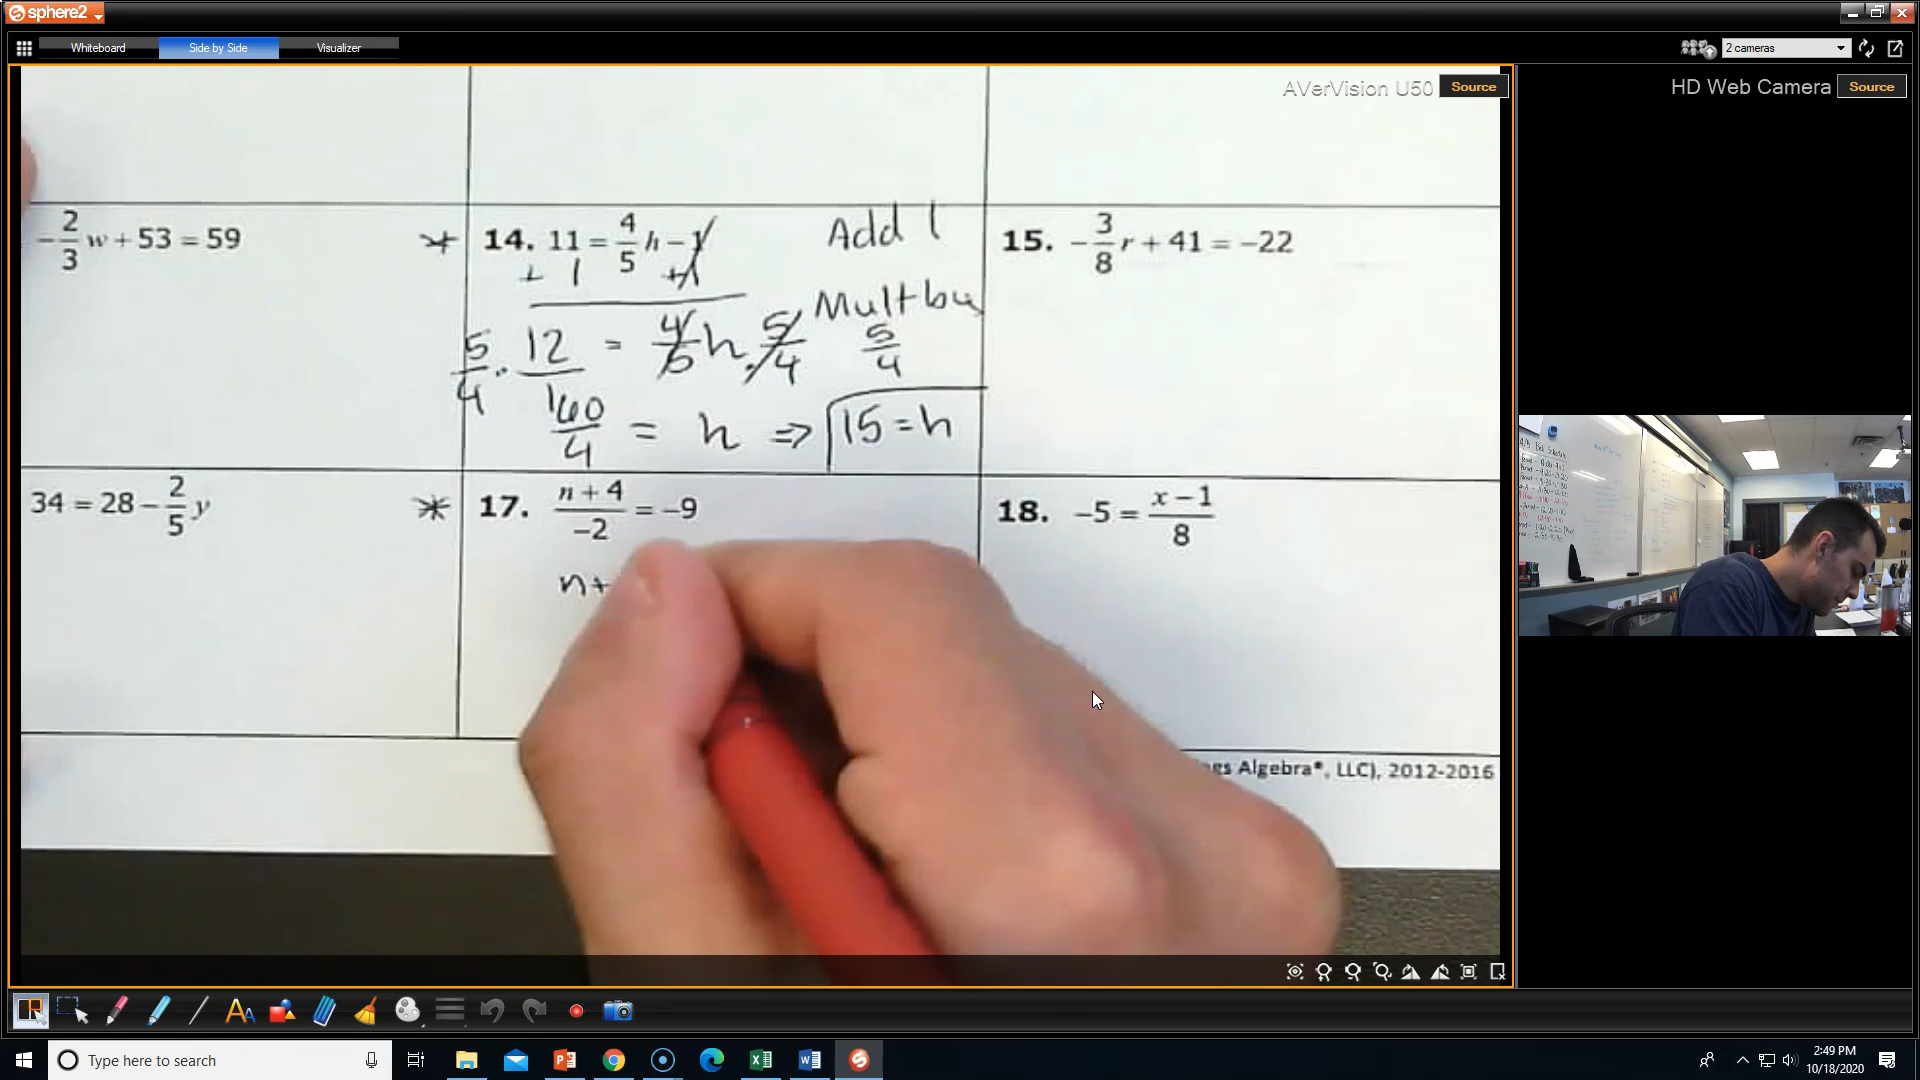 sphere2
Whiteboard
Side by Side
Visualizer
2 cameras
AVerVision U50
Source
HD Web Camera
Source
-2/3 w + 53 = 59
* 14. 11 = 4/5 h - 1
+ 1 +1
Add 1
5/4 · 12 = 4/5 h · 5/4
Mult by 5/4
60/4 = h ⇒ 15 = h
15. -3/8 r + 41 = -22
34 = 28 - 2/5 y
* 17. (n + 4)/-2 = -9
n+
18. -5 = (x - 1)/8
Algebra®, LLC), 2012-2016
Type here to search
2:49 PM
10/18/2020